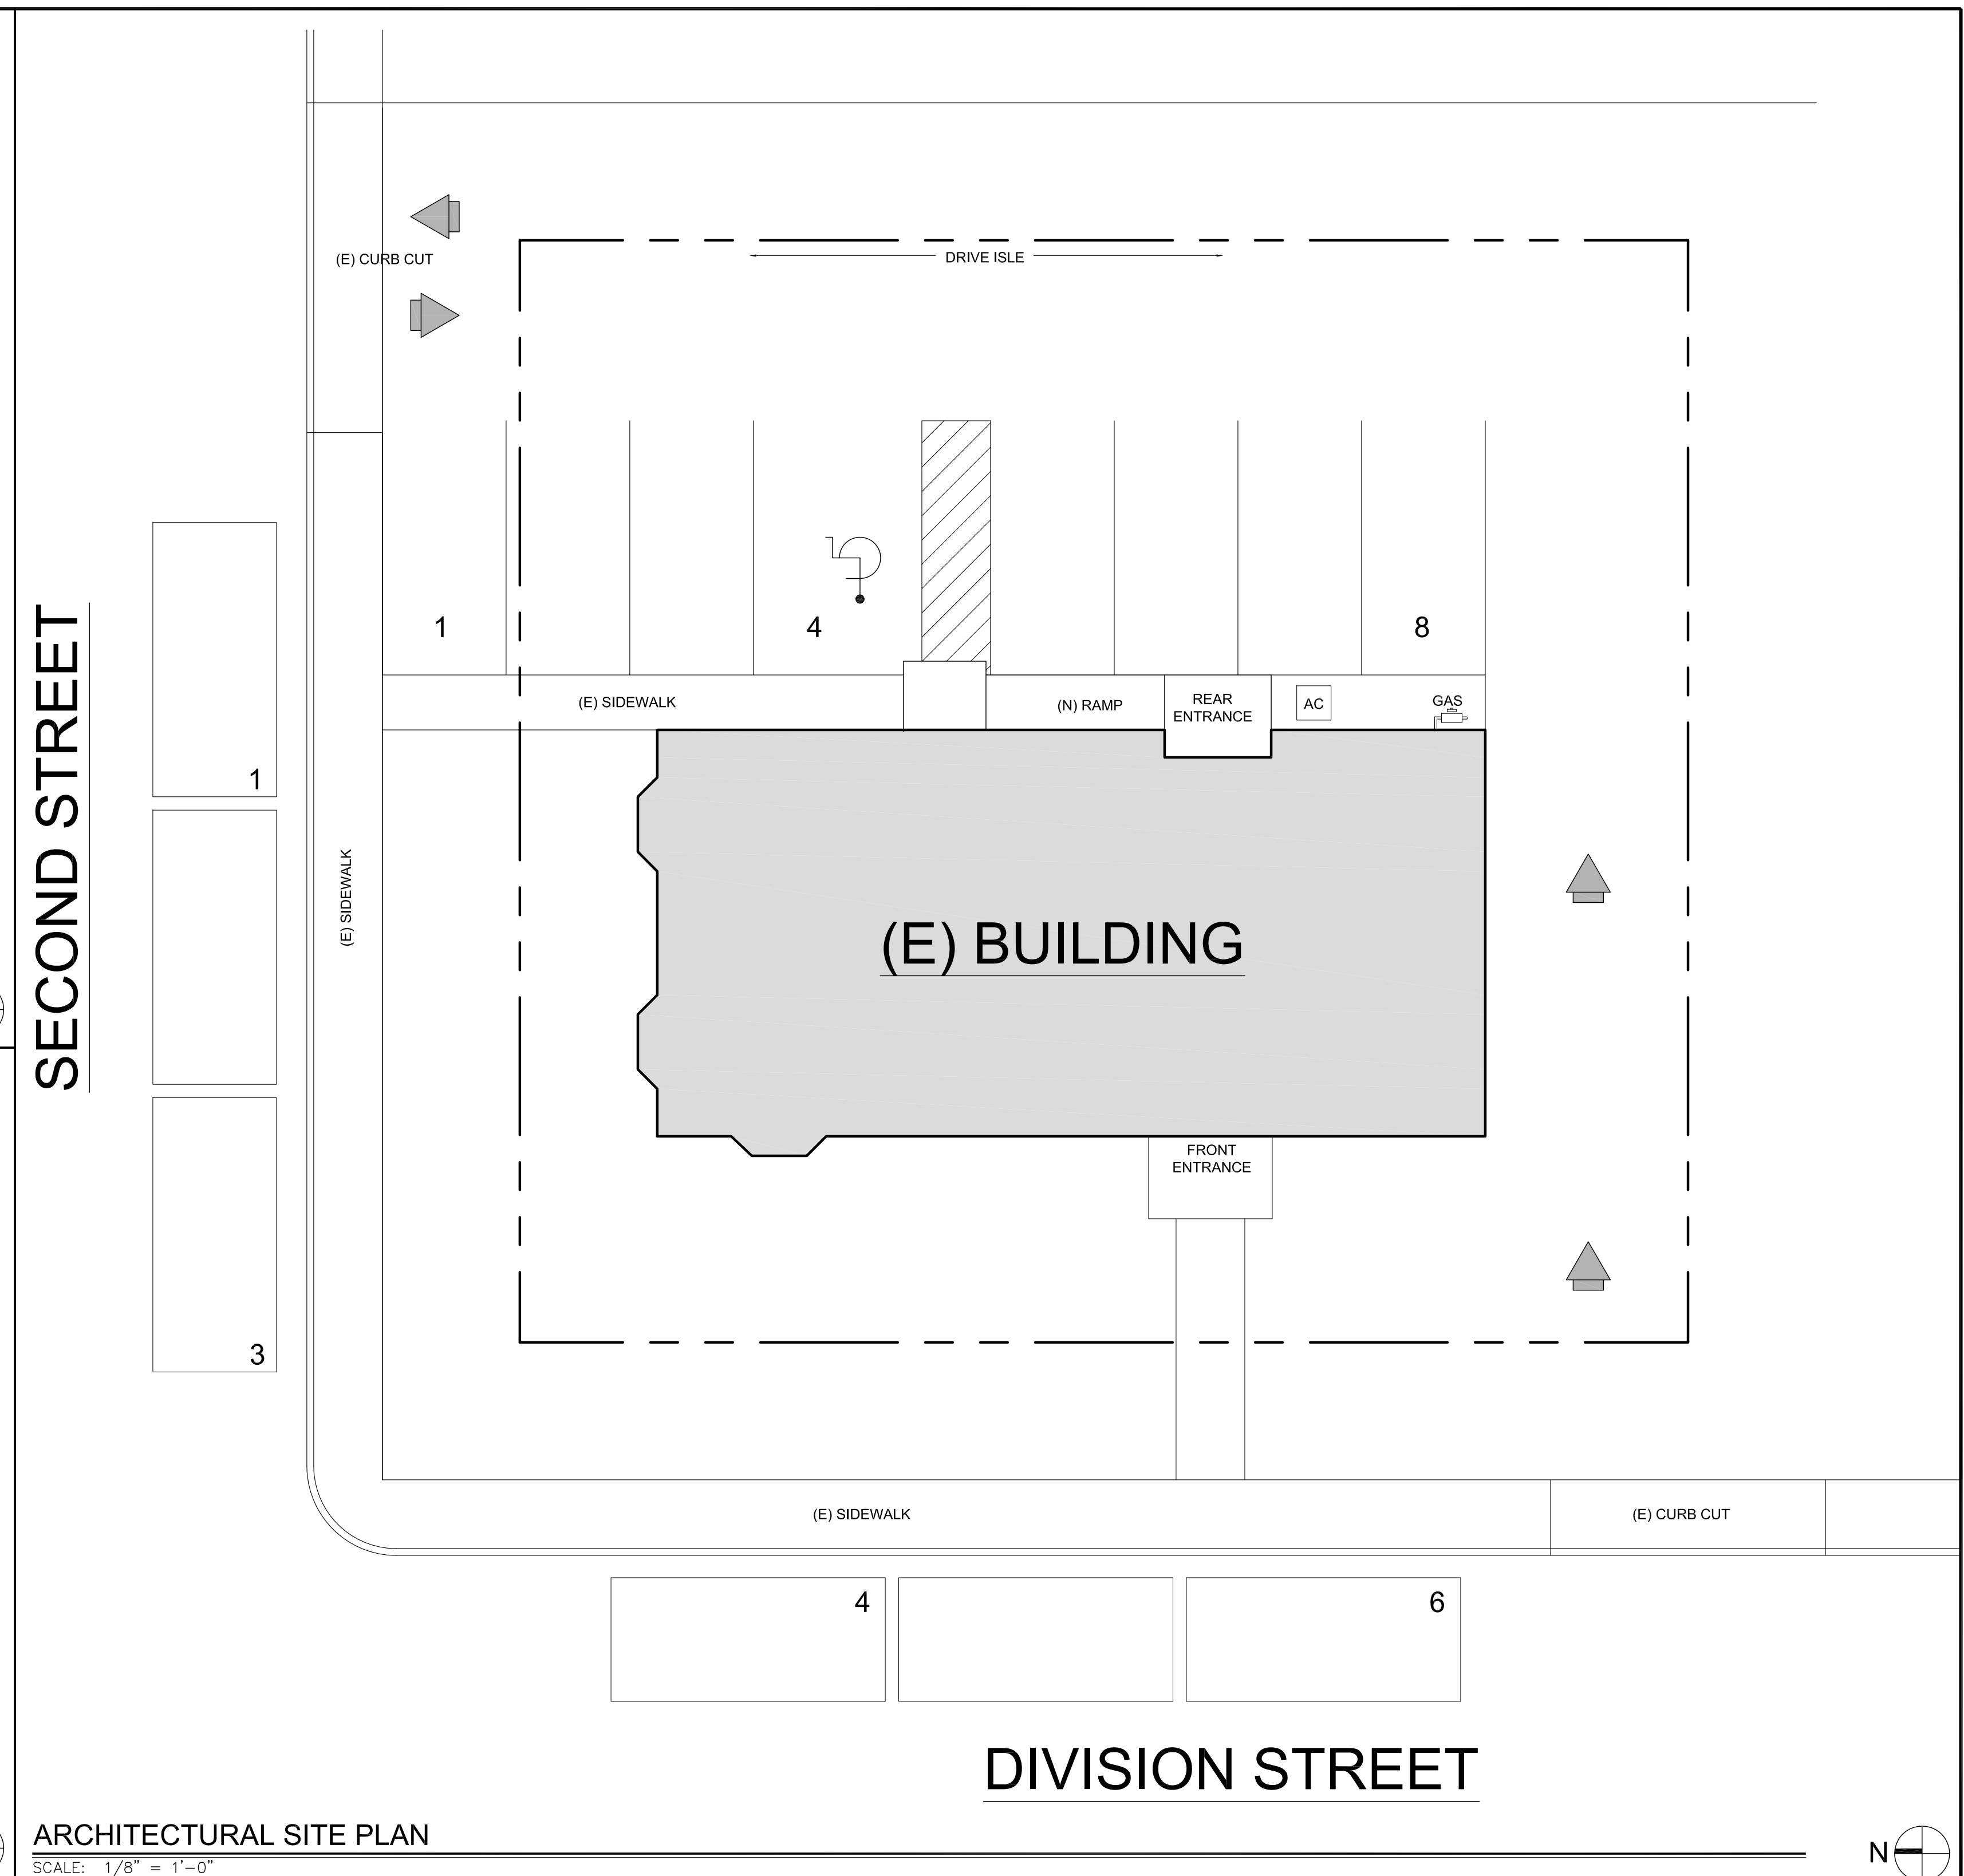 (E) CURB CUT
DRIVE ISLE
SECOND STREET
1
4
8
(E) SIDEWALK
(N) RAMP
REAR
ENTRANCE
AC
GAS
1
(E) SIDEWALK
(E) BUILDING
FRONT
ENTRANCE
3
(E) SIDEWALK
(E) CURB CUT
4
6
DIVISION STREET
ARCHITECTURAL SITE PLAN
SCALE: 1/8" = 1'-0"
N